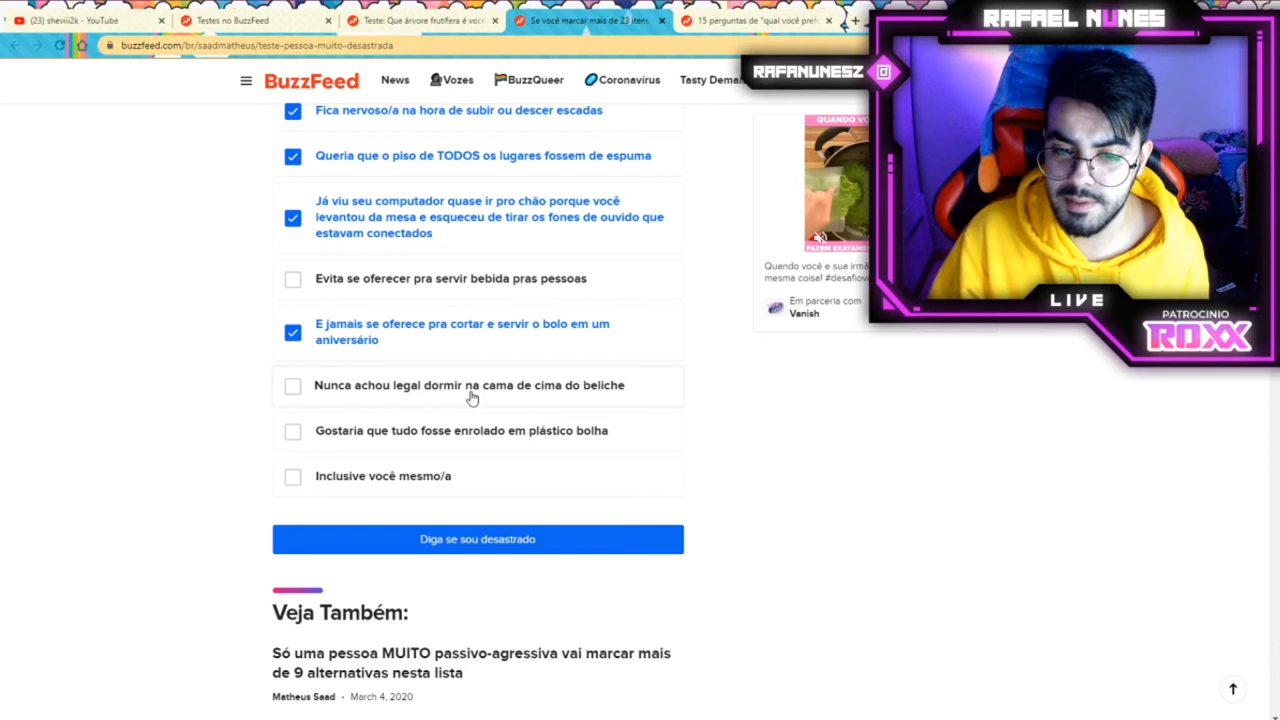 (23) sheviii2k - YouTube
Testes no BuzzFeed
Teste: Que árvore frutífera é você
Se você marcar mais de 23 itens
15 perguntas de "qual você pref
buzzfeed.com/br/saadmatheus/teste-pessoa-muito-desastrada
BuzzFeed
News
Vozes
BuzzQueer
Coronavírus
Tasty
RAFAEL NUNES
RAFANUNESZ
Fica nervoso/a na hora de subir ou descer escadas
Queria que o piso de TODOS os lugares fossem de espuma
Já viu seu computador quase ir pro chão porque você
levantou da mesa e esqueceu de tirar os fones de ouvido que
estavam conectados
Evita se oferecer pra servir bebida pras pessoas
E jamais se oferece pra cortar e servir o bolo em um
aniversário
Nunca achou legal dormir na cama de cima do beliche
Gostaria que tudo fosse enrolado em plástico bolha
Inclusive você mesmo/a
Diga se sou desastrado
QUANDO VO
FAZEM EXATAM
Quando você e sua irmã
mesma coisa!
Em parceria com
Vanish
LIVE
PATROCINIO
ROXX
Veja Também:
Só uma pessoa MUITO passivo-agressiva vai marcar mais
de 9 alternativas nesta lista
Matheus Saad • March 4, 2020